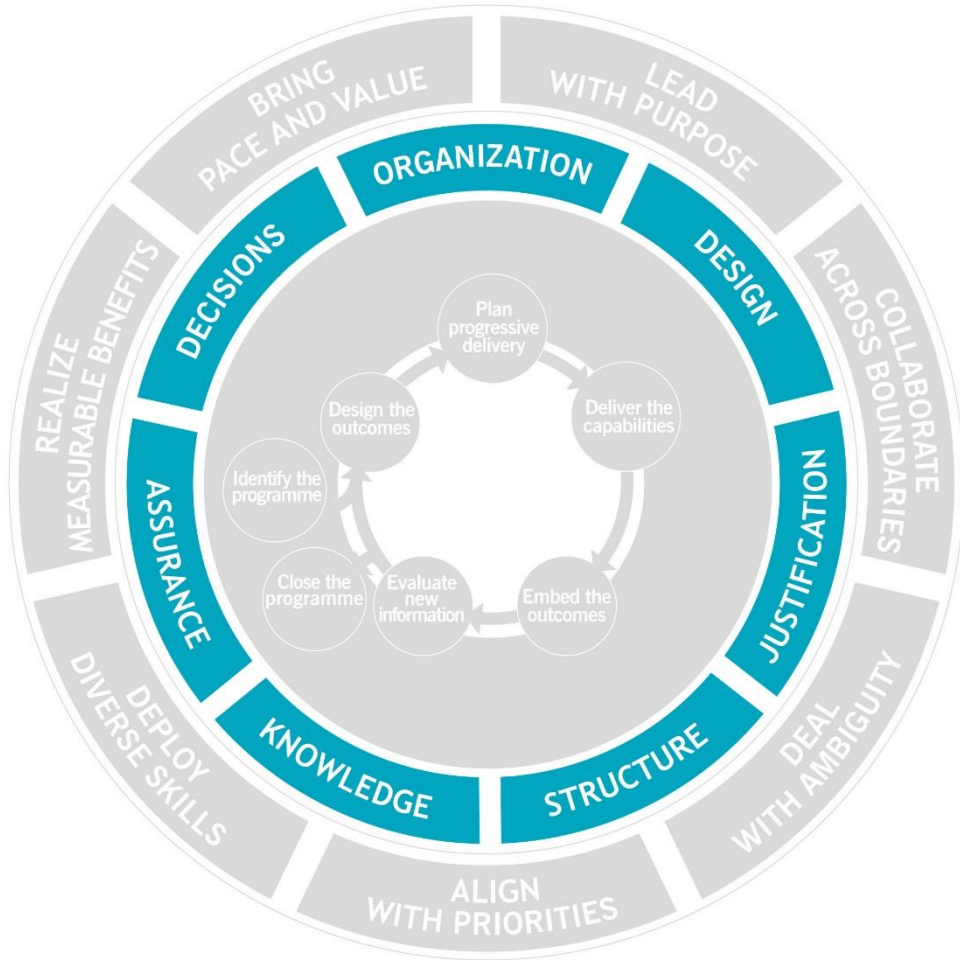 LEAD
WITH PURPOSE
COLLABORATE
ACROSS BOUNDARIES
DEAL
WITH AMBIGUITY
ALIGN
WITH PRIORITIES
DEPLOY
DIVERSE SKILLS
REALIZE
MEASURABLE BENEFITS
BRING
PACE AND VALUE
ORGANIZATION
DESIGN
JUSTIFICATION
STRUCTURE
KNOWLEDGE
ASSURANCE
DECISIONS
Identify the
programme
Design the
outcomes
Plan
progressive
delivery
Deliver the
capabilities
Embed the
outcomes
Evaluate
new
information
Close the
programme